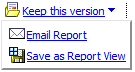 Keep this version
Email Report
Save as Report View